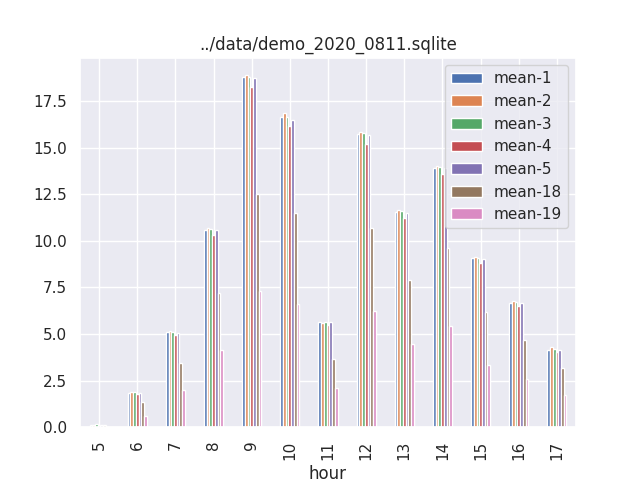 ../data/demo_2020_0811.sqlite
mean-1
mean-2
mean-3
mean-4
mean-5
mean-18
mean-19
17.5
15.0
12.5
10.0
7.5
5.0
2.5
0.0
5 6 7 8 9 10 11 12 13 14 15 16 17
hour